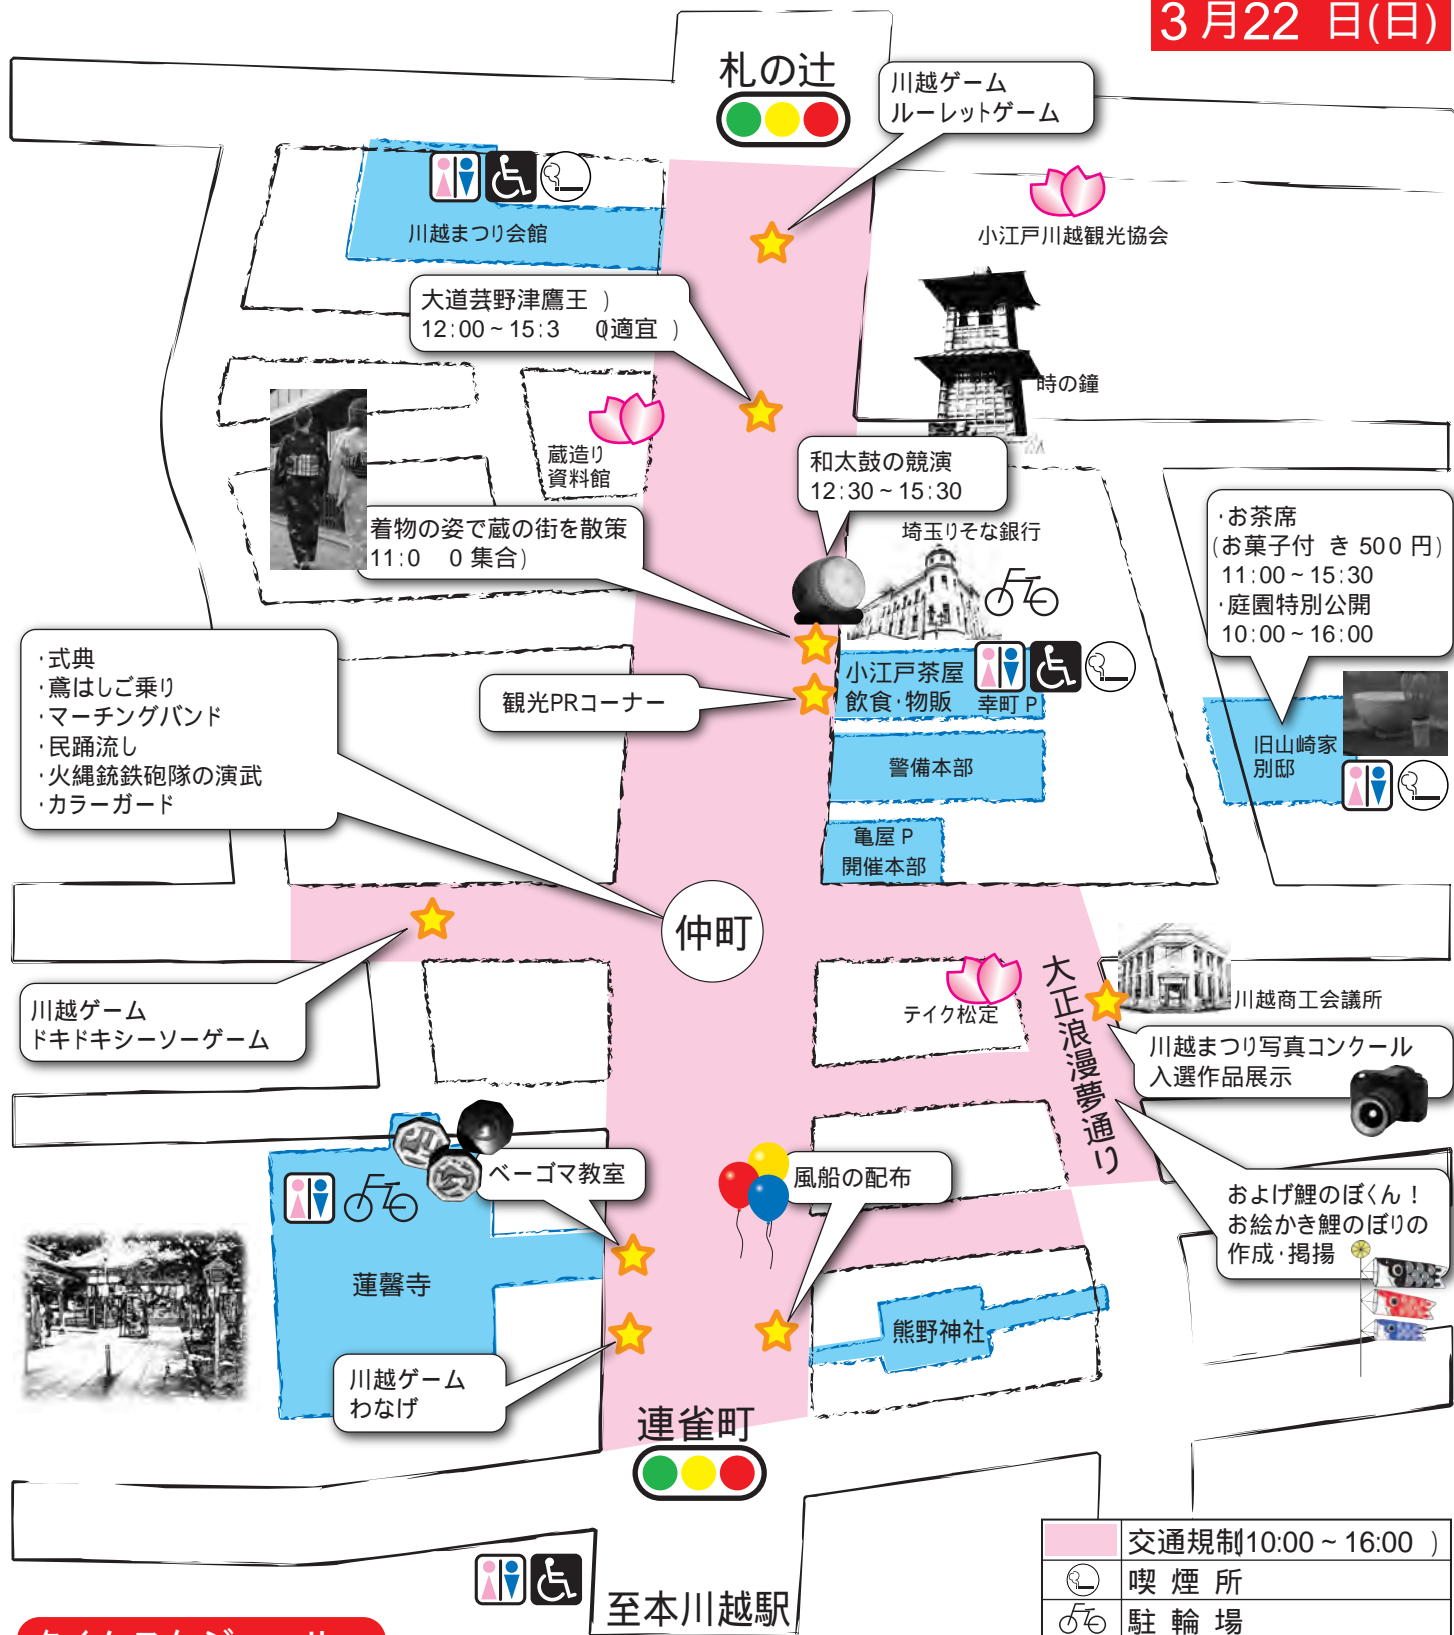 3月22 日(日)
札の辻
川越ゲーム
ルーレットゲーム
川越まつり会館
小江戸川越観光協会
大道芸野津鷹王 )
12:00~15:3 0(適宜 )
時の鐘
蔵造り
資料館
和太鼓の競演
12:30~15:30
着物の姿で蔵の街を散策
11:0 0 集合)
埼玉りそな銀行
・お茶席
(お菓子付 き 500 円)
11:00~15:30
・庭園特別公開
10:00~16:00
・式典
・鳶はしご乗り
・マーチングバンド
・民踊流し
・火縄銃鉄砲隊の演武
・カラーガード
観光PRコーナー
小江戸茶屋
飲食・物販
幸町 P
警備本部
旧山崎家
別邸
亀屋 P
開催本部
仲町
川越ゲーム
ドキドキシーソーゲーム
テイク松定
大正浪漫夢通り
川越商工会議所
川越まつり写真コンクール
入選作品展示
ベーゴマ教室
風船の配布
およげ鯉のぼくん!
お絵かき鯉のぼりの
作成・掲揚
蓮馨寺
熊野神社
川越ゲーム
わなげ
連雀町
交通規制(10:00~16:00 )
喫煙所
駐輪場
至本川越駅